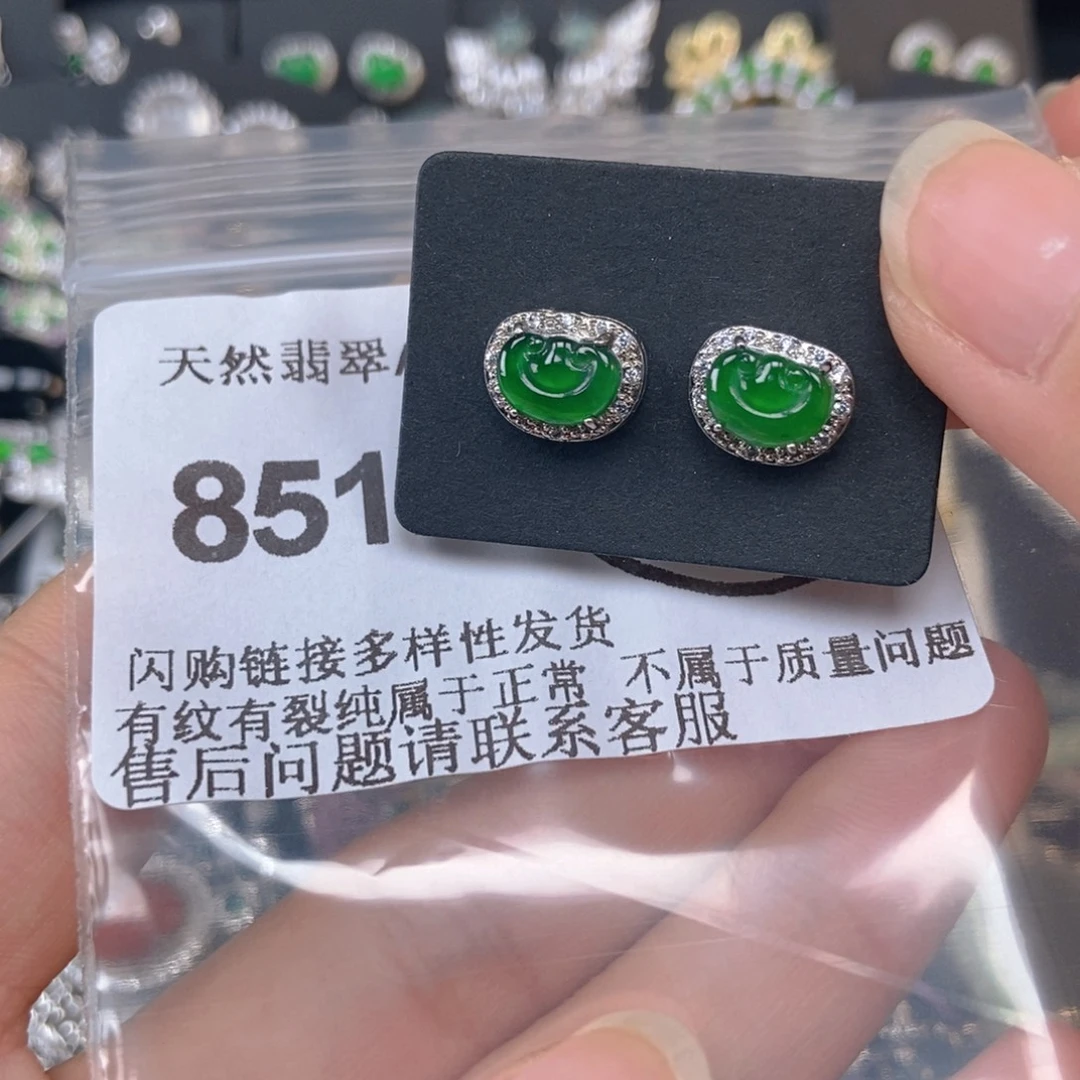 天然翡翠
851
闪购链接多样性发货
有纹有裂纯属于正常 不属于质量问题
售后问题请联系客服